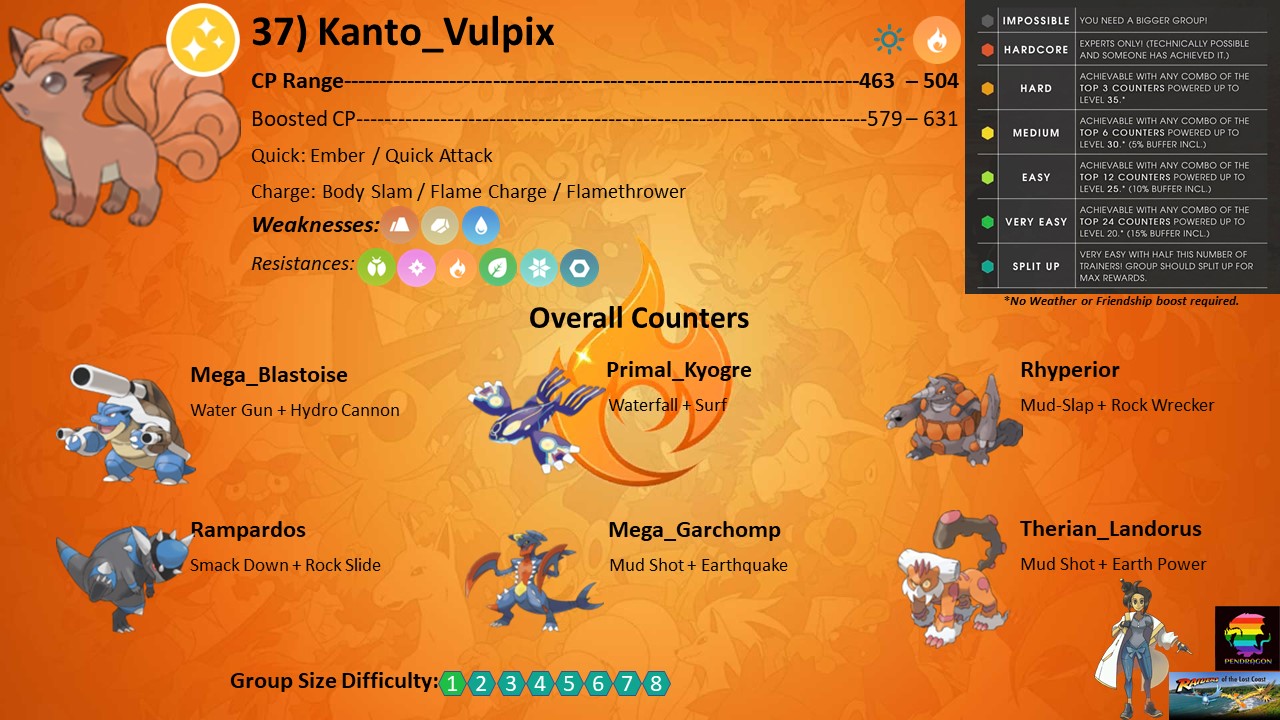 37) Kanto_Vulpix
CP Range---463 – 504
Boosted CP---579 – 631
Quick: Ember / Quick Attack
Charge: Body Slam / Flame Charge / Flamethrower
Weaknesses:
Resistances:
IMPOSSIBLE YOU NEED A BIGGER GROUP!
HARDCORE EXPERTS ONLY! (TECHNICALLY POSSIBLE
AND SOMEONE HAS ACHIEVED IT.)
HARD ACHIEVABLE WITH ANY COMBO OF THE
TOP 3 COUNTERS POWERED UP TO
LEVEL 35.*
MEDIUM ACHIEVABLE WITH ANY COMBO OF THE
TOP 6 COUNTERS POWERED UP TO
LEVEL 30.* (5% BUFFER INCL.)
EASY ACHIEVABLE WITH ANY COMBO OF THE
TOP 12 COUNTERS POWERED UP TO
LEVEL 25.* (10% BUFFER INCL.)
VERY EASY ACHIEVABLE WITH ANY COMBO OF THE
TOP 24 COUNTERS POWERED UP TO
LEVEL 20.* (15% BUFFER INCL.)
SPLIT UP VERY EASY WITH HALF THIS NUMBER OF
TRAINERS! GROUP SHOULD SPLIT UP FOR
MAX REWARDS.
*No Weather or Friendship boost required.
Overall Counters
Mega_Blastoise
Water Gun + Hydro Cannon
Primal_Kyogre
Waterfall + Surf
Rhyperior
Mud-Slap + Rock Wrecker
Rampardos
Smack Down + Rock Slide
Mega_Garchomp
Mud Shot + Earthquake
Therian_Landorus
Mud Shot + Earth Power
Group Size Difficulty: 1 2 3 4 5 6 7 8
PENDRAGON
RAIDERS of the Lost Coast